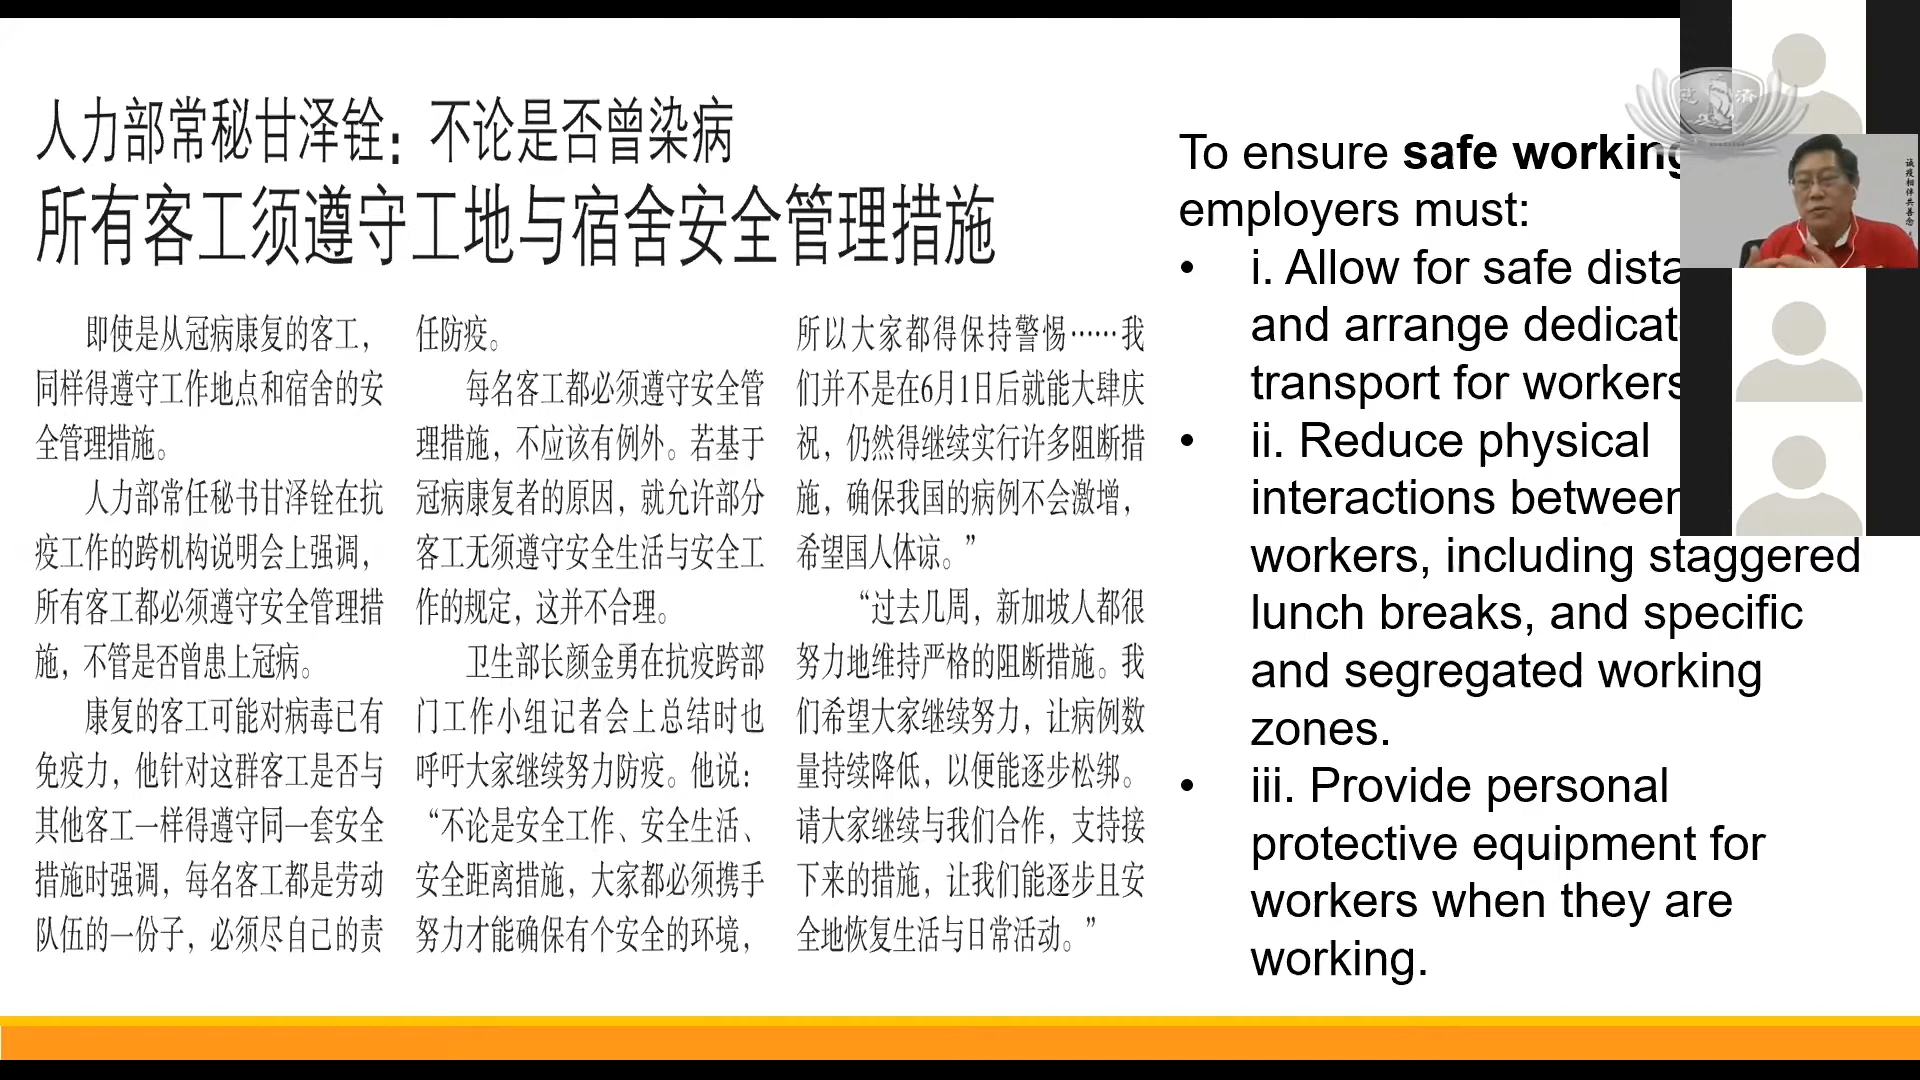 人力部常秘甘泽铨：不论是否曾染病
所有客工须遵守工地与宿舍安全管理措施
即使是从冠病康复的客工，
同样得遵守工作地点和宿舍的安
全管理措施。
人力部常任秘书甘泽铨在抗
疫工作的跨机构说明会上强调，
所有客工都必须遵守安全管理措
施，不管是否曾患上冠病。
康复的客工可能对病毒已有
免疫力，他针对这群客工是否与
其他客工一样得遵守同一套安全
措施时强调，每名客工都是劳动
队伍的一份子，必须尽自己的责
任防疫。
每名客工都必须遵守安全管
理措施，不应该有例外。若基于
冠病康复者的原因，就允许部分
客工无须遵守安全生活与安全工
作的规定，这并不合理。
卫生部长颜金勇在抗疫跨部
门工作小组记者会上总结时也
呼吁大家继续努力防疫。他说：
“不论是安全工作、安全生活、
安全距离措施，大家都必须携手
努力才能确保有个安全的环境，
所以大家都得保持警惕……我
们并不是在6月1日后就能大肆庆
祝，仍然得继续实行许多阻断措
施，确保我国的病例不会激增，
希望国人体谅。”
“过去几周，新加坡人都很
努力地维持严格的阻断措施。我
们希望大家继续努力，让病例数
量持续降低，以便能逐步松绑。
请大家继续与我们合作，支持接
下来的措施，让我们能逐步且安
全地恢复生活与日常活动。”
To ensure safe working
employers must:
• i. Allow for safe dista
and arrange dedicat
transport for workers
• ii. Reduce physical
interactions between
workers, including staggered
lunch breaks, and specific
and segregated working
zones.
• iii. Provide personal
protective equipment for
workers when they are
working.
诚疫相伴共善念